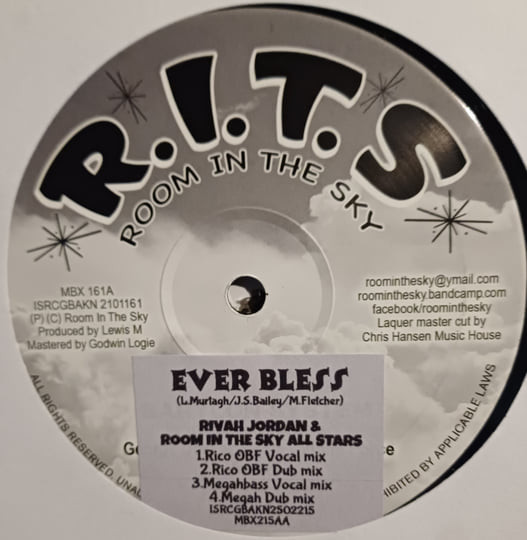 R.I.T.S
ROOM IN THE SKY
MBX 161A
ISRCGBAKN 2101161
(P) (C) Room In The Sky
Produced by Lewis M
Mastered by Godwin Logie
roominthesky@ymail.com
roominthesky.bandcamp.com
facebook/roominthesky
Laquer master cut by
Chris Hansen Music House
EVER BLESS
(L.Murtagh/J.S.Bailey/M.Fletcher)
RIVAH JORDAN &
ROOM IN THE SKY ALL STARS
1.Rico OBF Vocal mix
2.Rico OBF Dub mix
3.Megahbass Vocal mix
4.Megah Dub mix
ISRCGBAKN2502215
MBX215AA
ALL RIGHTS RESERVED.
BY APPLICABLE LAWS